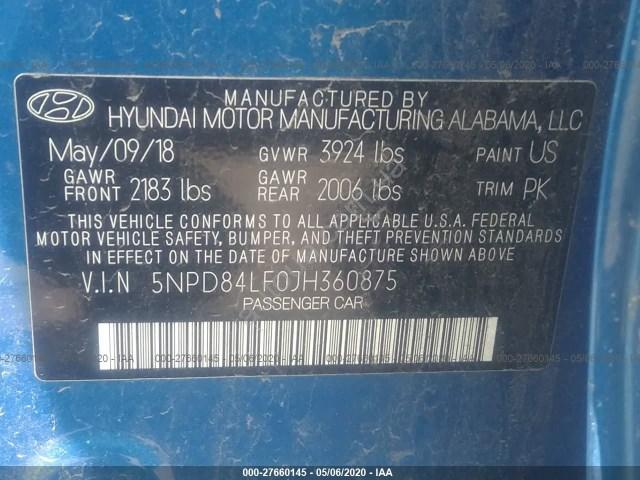 MANUFACTURED BY
HYUNDAI MOTOR MANUFACTURING ALABAMA, LLC
May/09/18 GVWR 3924 lbs PAINT US
GAWR FRONT 2183 lbs GAWR REAR 2006 lbs TRIM PK
THIS VEHICLE CONFORMS TO ALL APPLICABLE U.S.A. FEDERAL
MOTOR VEHICLE SAFETY, BUMPER, AND THEFT PREVENTION
STANDARDS IN EFFECT ON THE DATE OF MANUFACTURE SHOWN ABOVE
V.I.N 5NPD84LF0JH360875
PASSENGER CAR
000-27660145 - 05/06/2020 - IAA